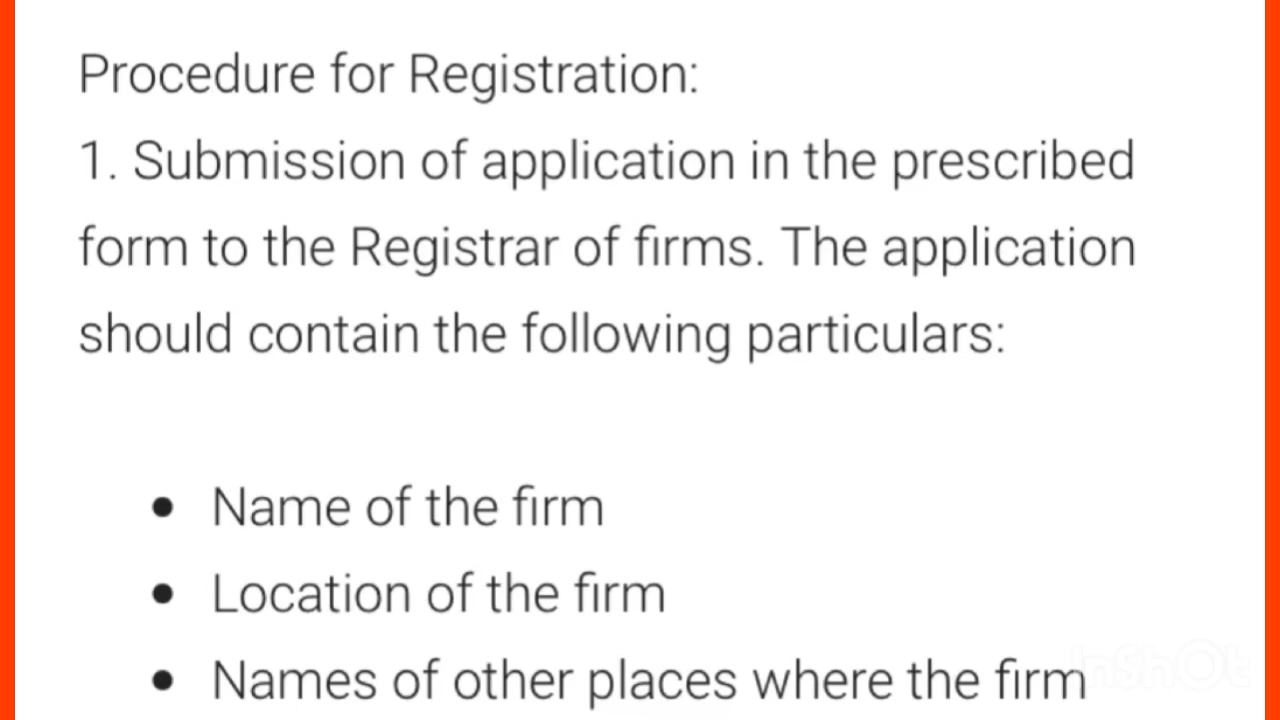 Procedure for Registration:
1. Submission of application in the prescribed
form to the Registrar of firms. The application
should contain the following particulars:
• Name of the firm
• Location of the firm
• Names of other places where the firm
InShOt